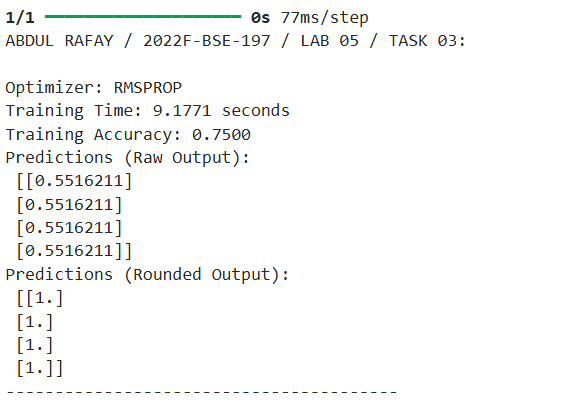 1/1 ━━━━━━━━━━━━━━━━━━━━ 0s 77ms/step
ABDUL RAFAY / 2022F-BSE-197 / LAB 05 / TASK 03:
Optimizer: RMSPROP
Training Time: 9.1771 seconds
Training Accuracy: 0.7500
Predictions (Raw Output):
[[0.5516211]
[0.5516211]
[0.5516211]
[0.5516211]]
Predictions (Rounded Output):
[[1.]
[1.]
[1.]
[1.]]
----------------------------------------